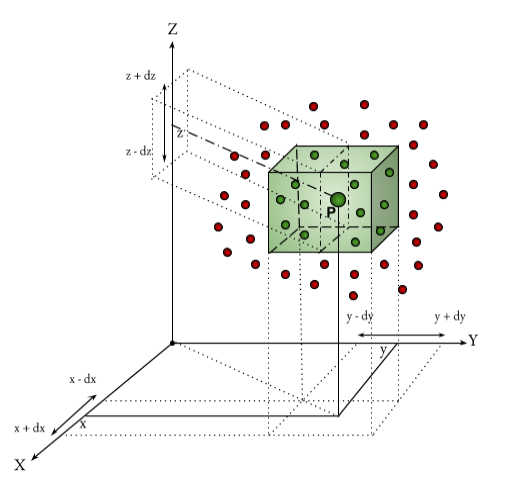 Z
z + dz
z
z - dz
P
y - dy
y + dy
Y
y
x - dx
x + dx
x
X